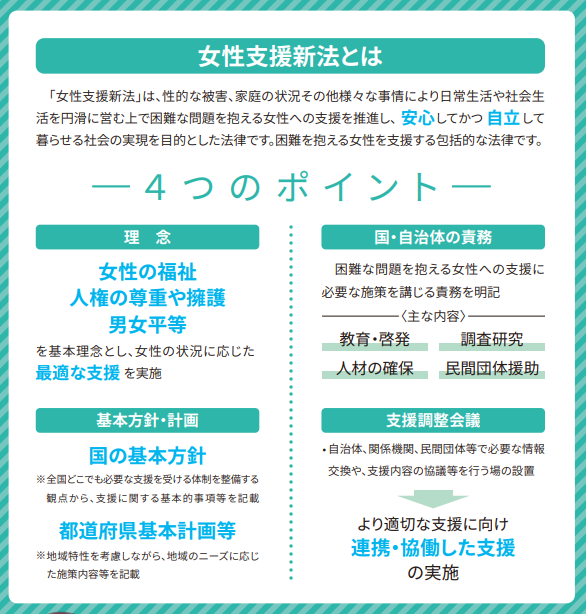 女性支援新法とは
「女性支援新法」は、性的な被害、家庭の状況その他様々な事情により日常生活や社会生
活を円滑に営む上で困難な問題を抱える女性への支援を推進し、安心してかつ自立して
暮らせる社会の実現を目的とした法律です。困難を抱える女性を支援する包括的な法律です。
4つのポイント
理 念
女性の福祉
人権の尊重や擁護
男女平等
を基本理念とし、女性の状況に応じた
最適な支援を実施
国・自治体の責務
困難な問題を抱える女性への支援に
必要な施策を講じる責務を明記
〈主な内容〉
教育・啓発 調査研究
人材の確保 民間団体援助
基本方針・計画
国の基本方針
※全国どこでも必要な支援を受ける体制を整備する
観点から、支援に関する基本的事項等を記載
都道府県基本計画等
※地域特性を考慮しながら、地域のニーズに応じ
た施策内容等を記載
支援調整会議
・自治体、関係機関、民間団体等で必要な情報
交換や、支援内容の協議等を行う場の設置
より適切な支援に向け
連携・協働した支援
の実施